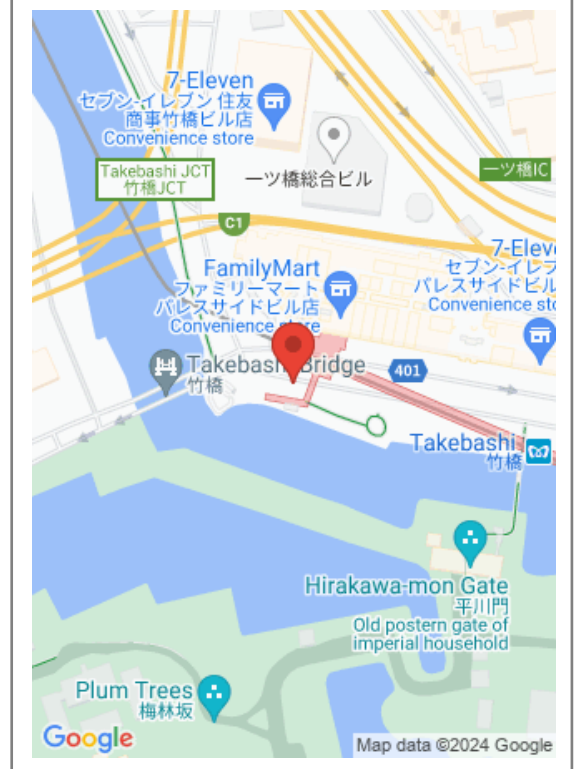 7-Eleven
セブン-イレブン 住友
商事竹橋ビル店
Convenience store
Takebashi JCT
竹橋JCT
一ツ橋総合ビル
一ツ橋IC
C1
7-Eleve
セブン-イレブ
パレスサイドビル
Convenience sto
FamilyMart
ファミリーマート
パレスサイドビル店
Convenience store
Takebashi Bridge
竹橋
401
Takebashi
竹橋
Hirakawa-mon Gate
平川門
Old postern gate of
imperial household
Plum Trees
梅林坂
Google
Map data ©2024 Google